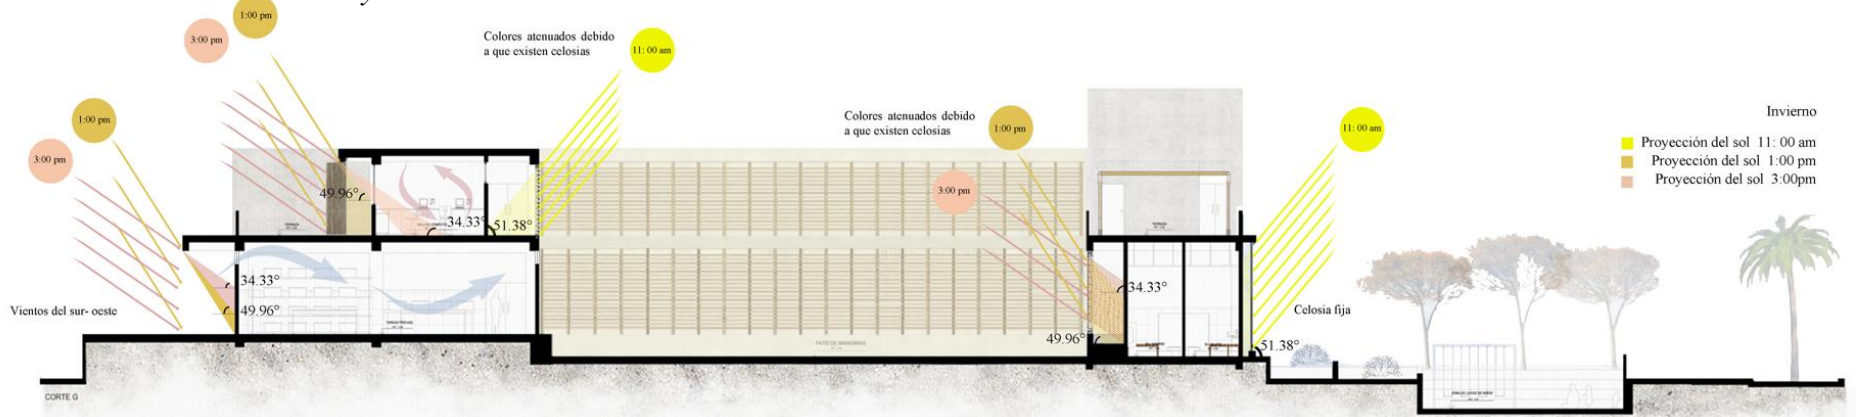 1:00 pm
3:00 pm
Colores atenuados debido
a que existen celosias
11: 00 am
1:00 pm
3:00 pm
Colores atenuados debido
a que existen celosias
1:00 pm
3:00 pm
11: 00 am
Invierno
Proyección del sol 11: 00 am
Proyección del sol 1:00 pm
Proyección del sol 3:00pm
49.96°
34.33°
51.38°
34.33°
49.96°
Vientos del sur- oeste
34.33°
49.96°
Celosia fija
51.38°
PATIO DE MANIOBRAS
CORTE G